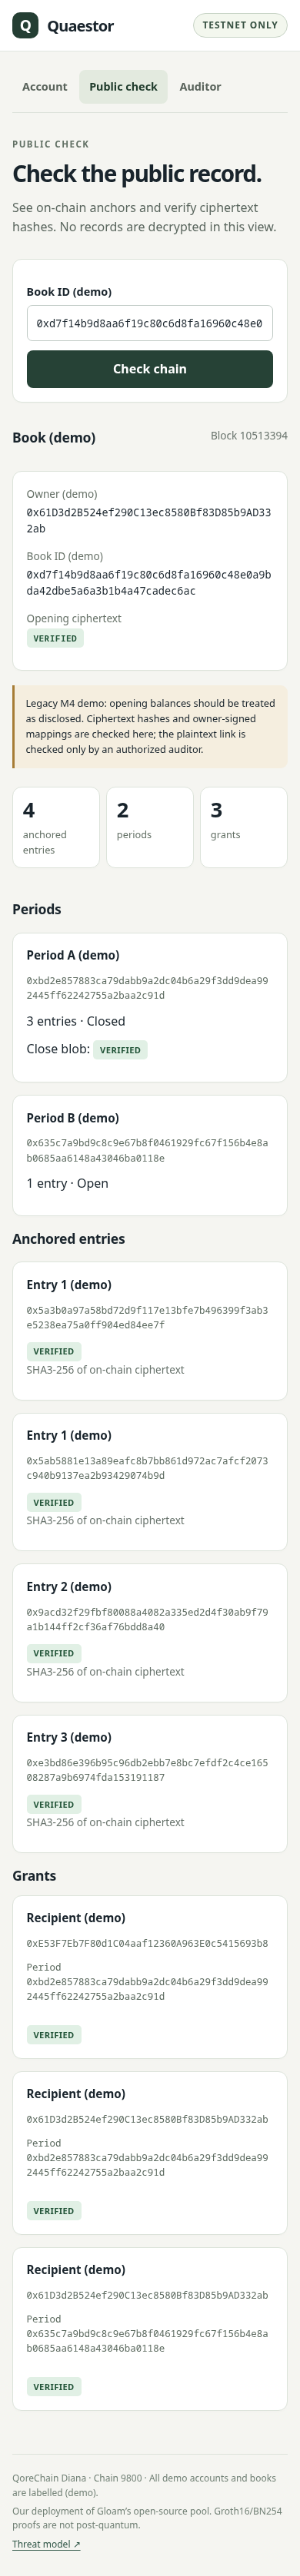 Q Quaestor TESTNET ONLY
Account Public check Auditor
PUBLIC CHECK
Check the public record.
See on-chain anchors and verify ciphertext
hashes. No records are decrypted in this view.
Book ID (demo)
0xd7f14b9d8aa6f19c80c6d8fa16960c48e0
Check chain
Book (demo) Block 10513394
Owner (demo)
0x61D3d2B524ef290C13ec8580Bf83D85b9AD33
2ab
Book ID (demo)
0xd7f14b9d8aa6f19c80c6d8fa16960c48e0a9b
da42dbe5a6a3b1b4a47cadec6ac
Opening ciphertext
VERIFIED
Legacy M4 demo: opening balances should be treated
as disclosed. Ciphertext hashes and owner-signed
mappings are checked here; the plaintext link is
checked only by an authorized auditor.
4 2 3
anchored periods grants
entries
Periods
Period A (demo)
0xbd2e857883ca79dabb9a2dc04b6a29f3dd9dea99
2445ff62242755a2baa2c91d
3 entries · Closed
Close blob: VERIFIED
Period B (demo)
0x635c7a9bd9c8c9e67b8f0461929fc67f156b4e8a
b0685aa6148a43046ba0118e
1 entry · Open
Anchored entries
Entry 1 (demo)
0x5a3b0a97a58bd72d9f117e13bfe7b496399f3ab3
e5238ea75a0ff904ed84ee7f
VERIFIED
SHA3-256 of on-chain ciphertext
Entry 1 (demo)
0x5ab5881e13a89eafc8b7bb861d972ac7afcf2073
c940b9137ea2b93429074b9d
VERIFIED
SHA3-256 of on-chain ciphertext
Entry 2 (demo)
0x9acd32f29fbf80088a4082a335ed2d4f30ab9f79
a1b144ff2cf36af76bdd8a40
VERIFIED
SHA3-256 of on-chain ciphertext
Entry 3 (demo)
0xe3bd86e396b95c96db2ebb7e8bc7efdf2c4ce165
08287a9b6974fda153191187
VERIFIED
SHA3-256 of on-chain ciphertext
Grants
Recipient (demo)
0xE53F7Eb7F80d1C04aaf12360A963E0c5415693b8
Period
0xbd2e857883ca79dabb9a2dc04b6a29f3dd9dea99
2445ff62242755a2baa2c91d
VERIFIED
Recipient (demo)
0x61D3d2B524ef290C13ec8580Bf83D85b9AD332ab
Period
0xbd2e857883ca79dabb9a2dc04b6a29f3dd9dea99
2445ff62242755a2baa2c91d
VERIFIED
Recipient (demo)
0x61D3d2B524ef290C13ec8580Bf83D85b9AD332ab
Period
0x635c7a9bd9c8c9e67b8f0461929fc67f156b4e8a
b0685aa6148a43046ba0118e
VERIFIED
QoreChain Diana · Chain 9800 · All demo accounts and books
are labelled (demo).
Our deployment of Gloam's open-source pool. Groth16/BN254
proofs are not post-quantum.
Threat model ↗